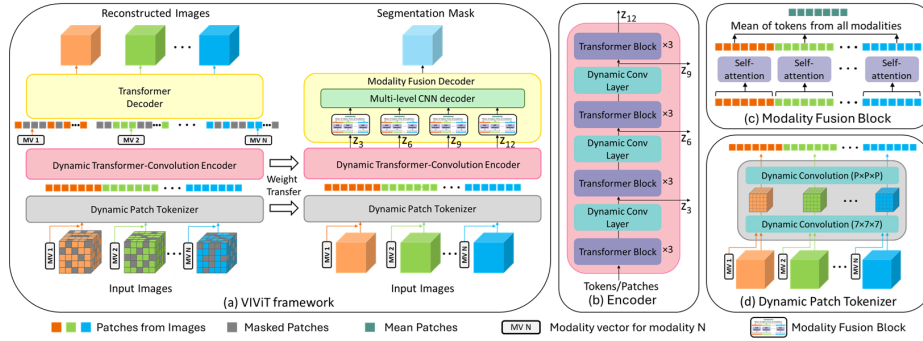 Reconstructed Images
Transformer
Decoder
MV 1
MV 2
MV N
Dynamic Transformer-Convolution Encoder
Dynamic Patch Tokenizer
MV 1
MV 2
MV N
Input Images
Weight
Transfer
Segmentation Mask
Modality Fusion Decoder
Multi-level CNN decoder
Z3
Z6
Z9
Z12
Dynamic Transformer-Convolution Encoder
Dynamic Patch Tokenizer
MV 1
MV 2
MV N
Input Images
(a) VIViT framework
Z12
Transformer Block ×3
Z9
Dynamic Conv
Layer
Transformer Block ×3
Z6
Dynamic Conv
Layer
Transformer Block ×3
Z3
Dynamic Conv
Layer
Transformer Block ×3
Tokens/Patches
(b) Encoder
Mean of tokens from all modalities
Self-
attention
Self-
attention
Self-
attention
(c) Modality Fusion Block
Dynamic Convolution (P×P×P)
Dynamic Convolution (7×7×7)
MV 1
MV 2
MV N
(d) Dynamic Patch Tokenizer
Patches from Images
Masked Patches
Mean Patches
MV N
Modality vector for modality N
Modality Fusion Block